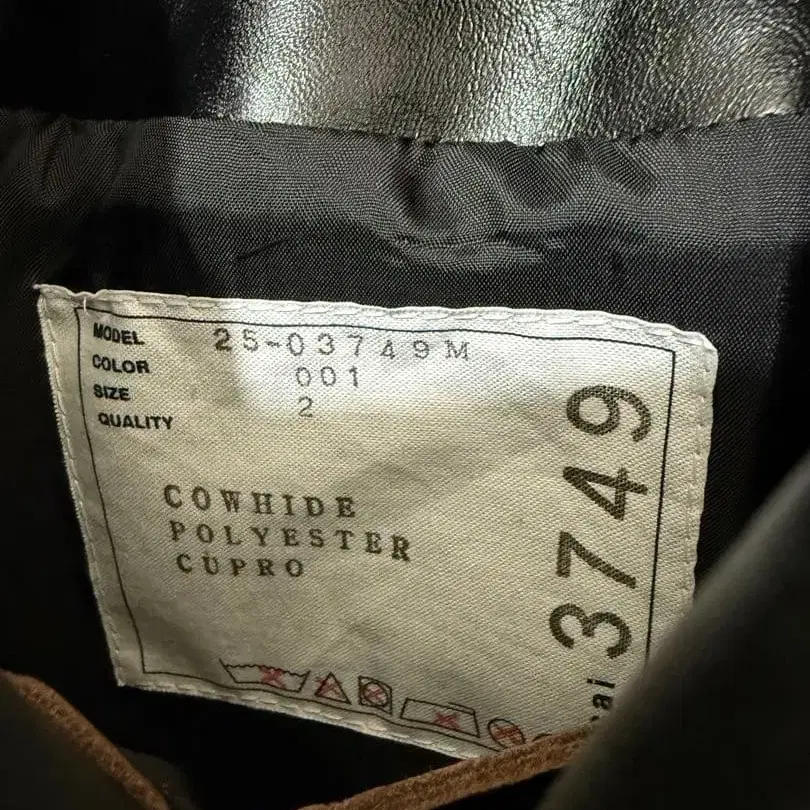 MODEL 25-03749M
COLOR 001
SIZE 2
QUALITY
COWHIDE
POLYESTER
CUPRO
3749